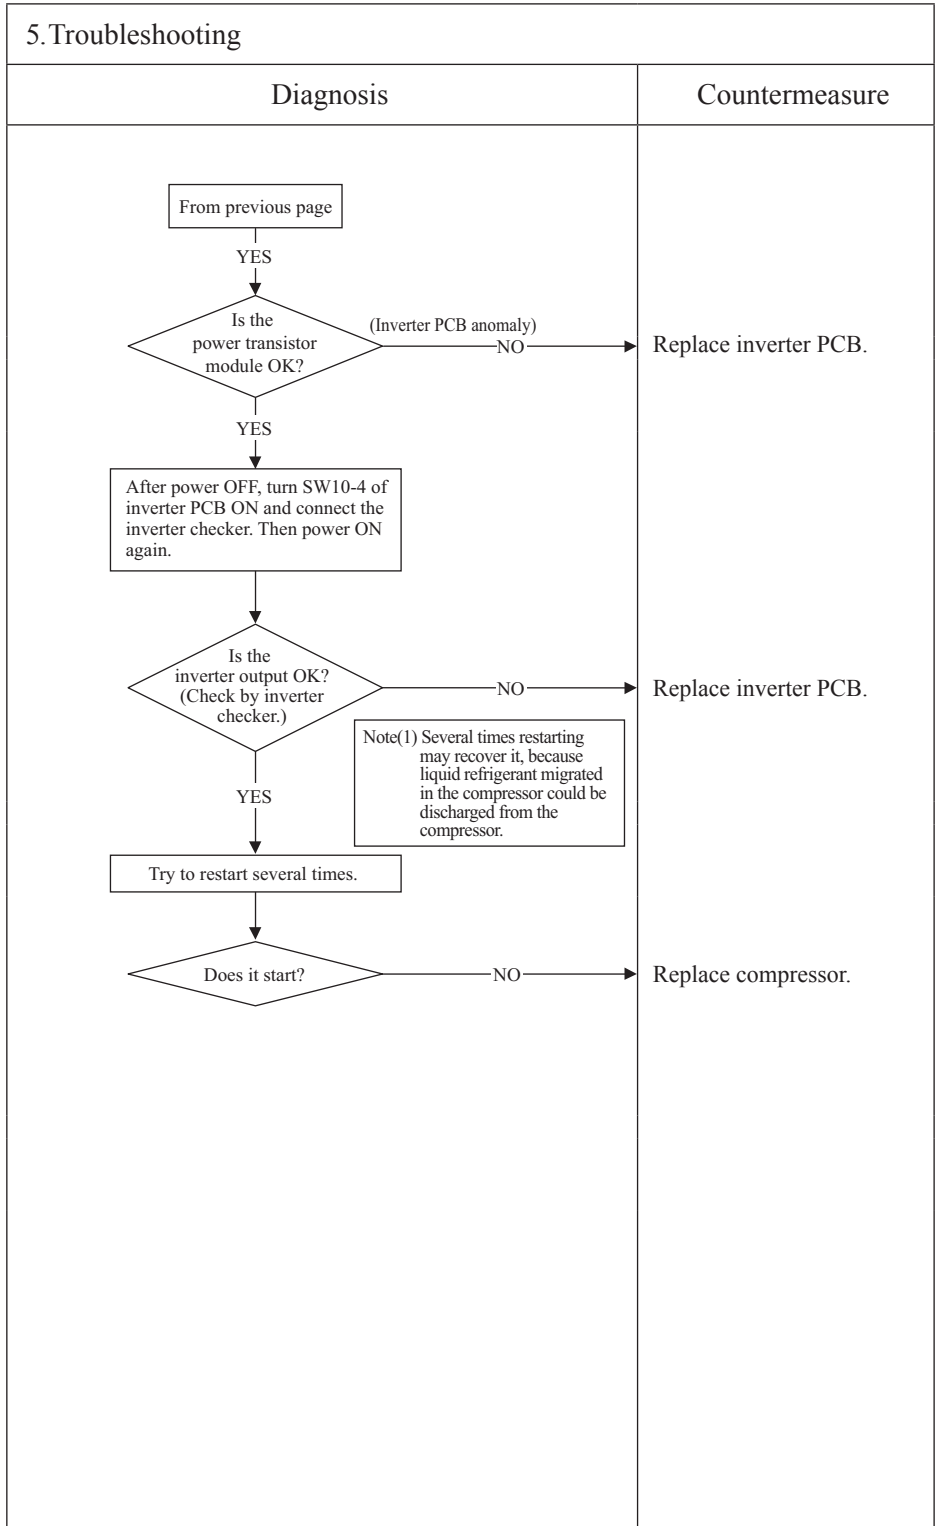 5.Troubleshooting
Diagnosis
Countermeasure
From previous page
YES
Is the
power transistor
module OK?
(Inverter PCB anomaly)
NO
Replace inverter PCB.
YES
After power OFF, turn SW10-4 of
inverter PCB ON and connect the
inverter checker. Then power ON
again.
Is the
inverter output OK?
(Check by inverter
checker.)
NO
Replace inverter PCB.
Note(1) Several times restarting
may recover it, because
liquid refrigerant migrated
in the compressor could be
discharged from the
compressor.
YES
Try to restart several times.
Does it start?
NO
Replace compressor.